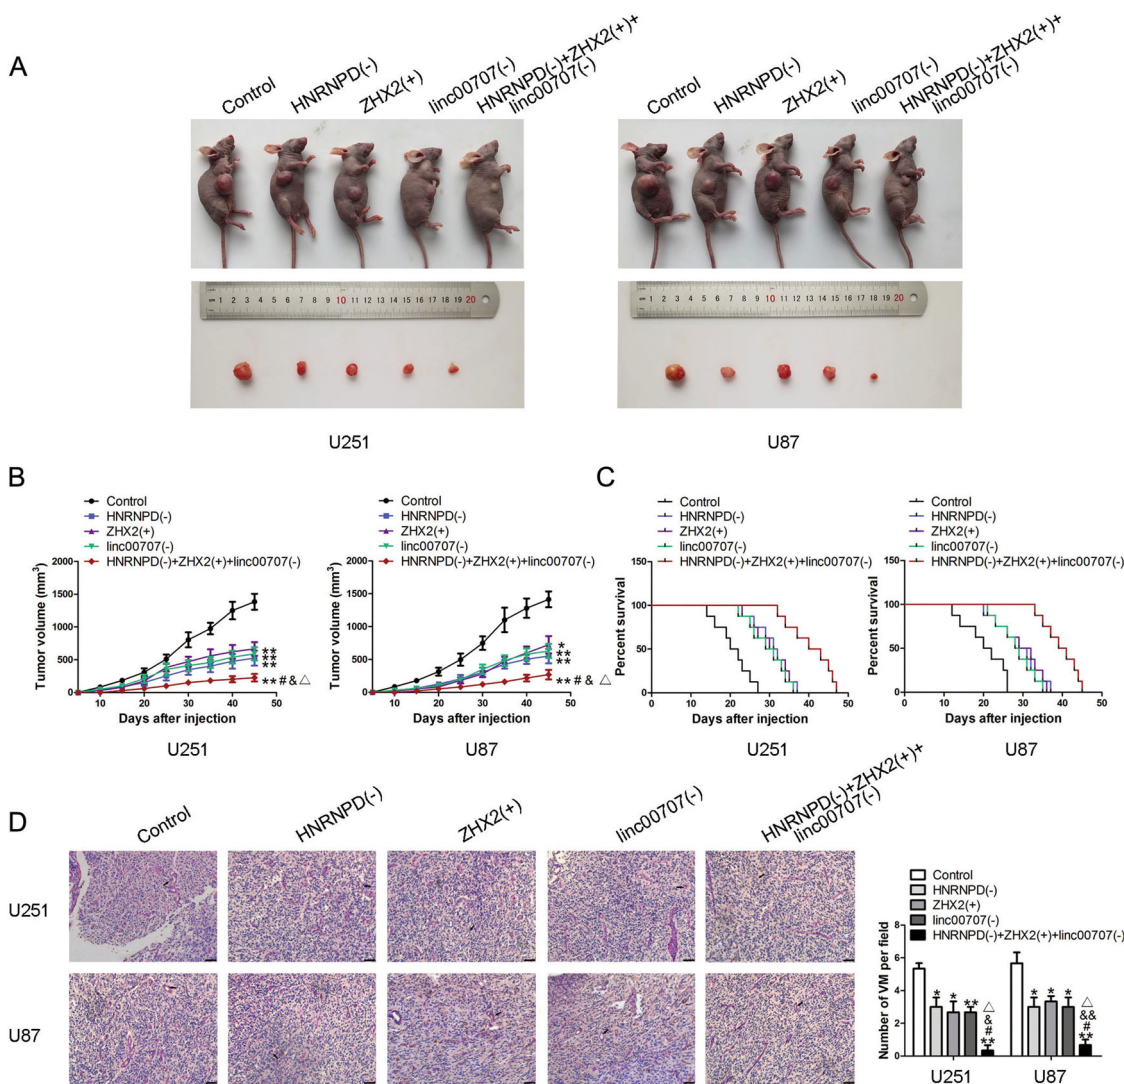 A
Control
HNRNPD(-)
ZHX2(+)
linc00707(-)
HNRNPD(-)+ZHX2(+)+
linc00707(-)
Control
HNRNPD(-)
ZHX2(+)
linc00707(-)
HNRNPD(-)+ZHX2(+)+
linc00707(-)
cm 1 2 3 4 5 6 7 8 9 10 11 12 13 14 15 16 17 18 19 20
cm 1 2 3 4 5 6 7 8 9 10 11 12 13 14 15 16 17 18 19 20
U251
U87
B
Control
HNRNPD(-)
ZHX2(+)
linc00707(-)
HNRNPD(-)+ZHX2(+)+linc00707(-)
Tumor volume (mm³)
2000
1500
1000
500
0
**
**
**
**# & △
0 10 20 30 40 50
Days after injection
U251
Control
HNRNPD(-)
ZHX2(+)
linc00707(-)
HNRNPD(-)+ZHX2(+)+linc00707(-)
Tumor volume (mm³)
2000
1500
1000
500
0
*
**
**
**# & △
0 10 20 30 40 50
Days after injection
U87
C
Control
HNRNPD(-)
ZHX2(+)
linc00707(-)
HNRNPD(-)+ZHX2(+)+linc00707(-)
Percent survival
150
100
50
0
0 10 20 30 40 50
Days after injection
U251
Control
HNRNPD(-)
ZHX2(+)
linc00707(-)
HNRNPD(-)+ZHX2(+)+linc00707(-)
Percent survival
150
100
50
0
0 10 20 30 40 50
Days after injection
U87
D
Control
HNRNPD(-)
ZHX2(+)
linc00707(-)
HNRNPD(-)+ZHX2(+)+
linc00707(-)
U251
U87
Control
HNRNPD(-)
ZHX2(+)
linc00707(-)
HNRNPD(-)+ZHX2(+)+linc00707(-)
Number of VM per field
8
6
4
2
0
* * **
△
&
#
**
* * *
△
&&
#
**
U251
U87